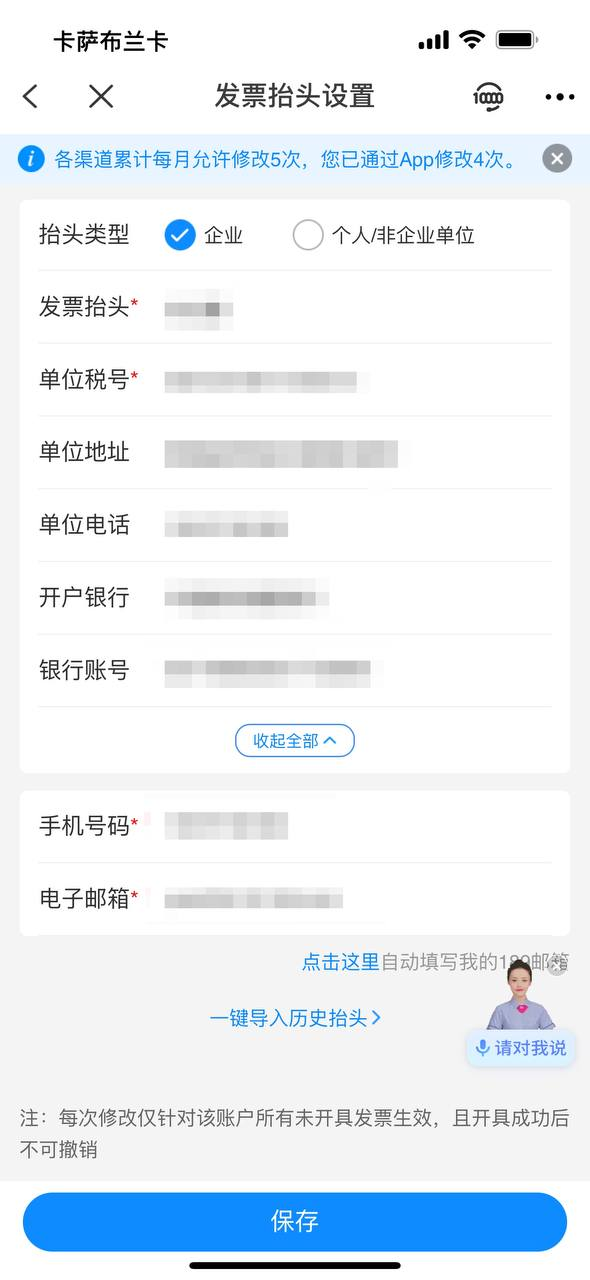 卡萨布兰卡
发票抬头设置
10000
各渠道累计每月允许修改5次，您已通过App修改4次。
抬头类型 企业 个人/非企业单位
发票抬头*
单位税号*
单位地址
单位电话
开户银行
银行账号
收起全部
手机号码*
电子邮箱*
点击这里自动填写我的189邮箱
一键导入历史抬头
请对我说
注：每次修改仅针对该账户所有未开具发票生效，且开具成功后
不可撤销
保存